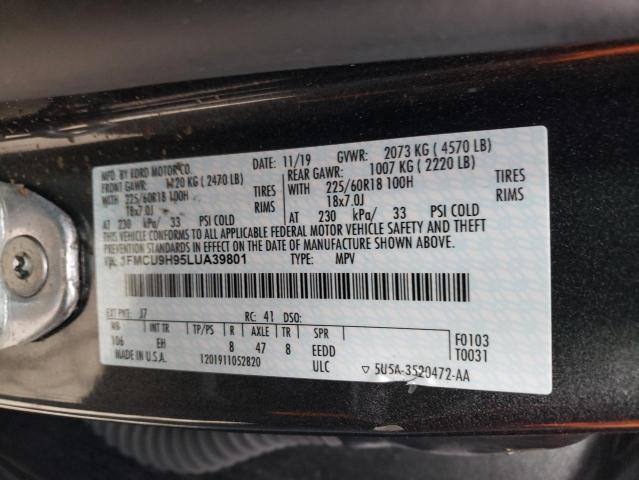 MFD. BY FORD MOTOR CO. DATE: 11/19 GVWR: 2073 KG ( 4570 LB)
FRONT GAWR: 1120 KG ( 2470 LB) REAR GAWR: 1007 KG ( 2220 LB)
WITH 225/60R18 100H TIRES WITH 225/60R18 100H TIRES
18x7.0J RIMS 18x7.0J RIMS
AT 230 kPa/ 33 PSI COLD AT 230 kPa/ 33 PSI COLD
THIS VEHICLE CONFORMS TO ALL APPLICABLE FEDERAL MOTOR VEHICLE SAFETY AND THEFT
PREVENTION STANDARDS IN EFFECT ON THE DATE OF MANUFACTURE SHOWN ABOVE.
VIN: 1FMCU9H95LUA39801 TYPE: MPV
EXT PNT: J7 RC: 41 DSO:
WB INT TR TP/PS R AXLE TR SPR F0103
106 EH 8 47 8 EEDD T0031
MADE IN U.S.A. 1201911052820 ULC ▽ 5U5A-3520472-AA